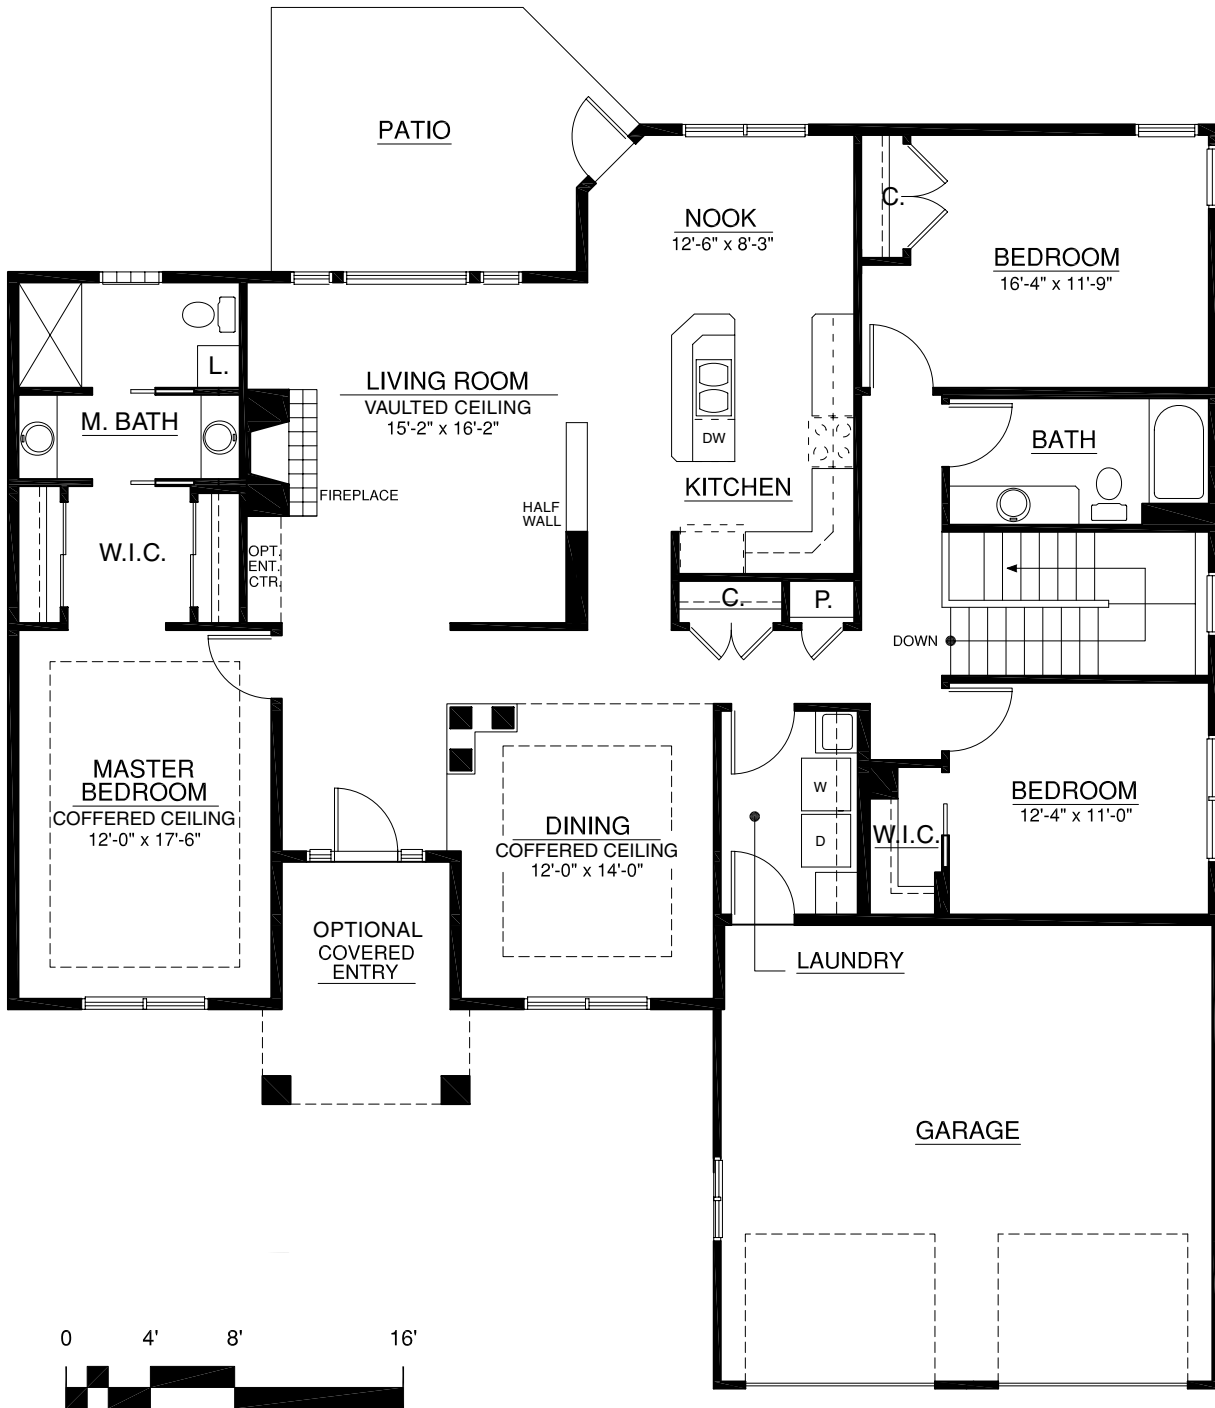 PATIO
NOOK
12'-6" x 8'-3"
C.
BEDROOM
16'-4" x 11'-9"
L.
LIVING ROOM
VAULTED CEILING
15'-2" x 16'-2"
M. BATH
DW
BATH
KITCHEN
FIREPLACE
HALF
WALL
W.I.C.
OPT.
ENT.
CTR.
C.
P.
DOWN
MASTER
BEDROOM
COFFERED CEILING
12'-0" x 17'-6"
DINING
COFFERED CEILING
12'-0" x 14'-0"
W
D
W.I.C.
BEDROOM
12'-4" x 11'-0"
OPTIONAL
COVERED
ENTRY
LAUNDRY
GARAGE
0 4' 8' 16'